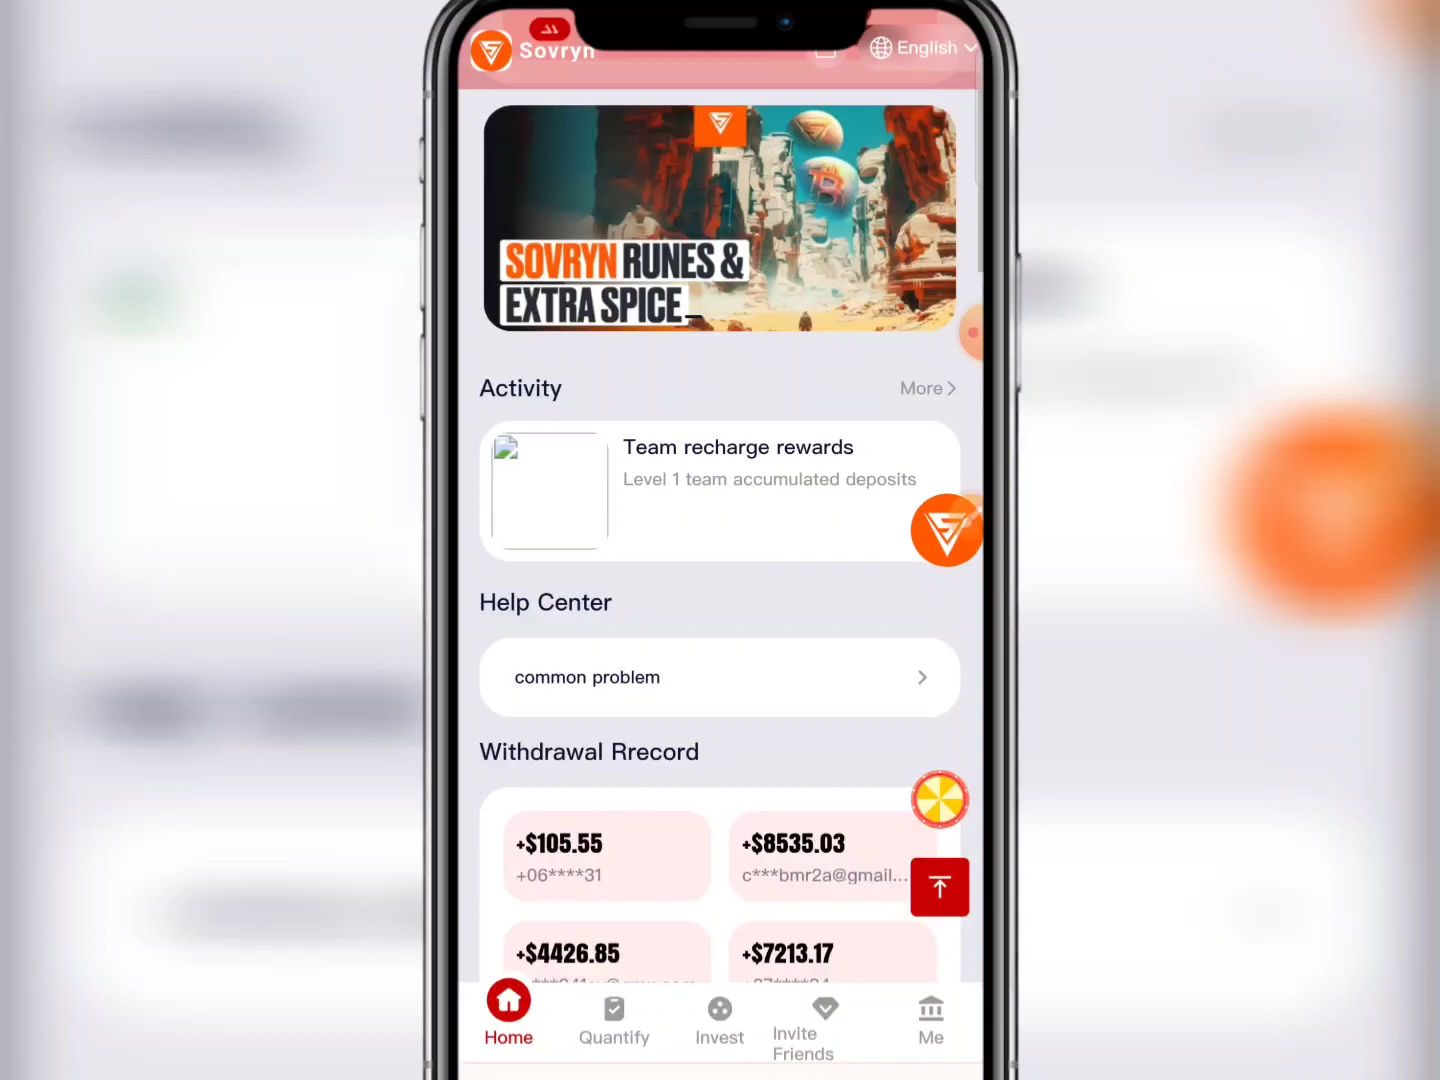 Sovryn
English
SOVRYN RUNES &
EXTRA SPICE_
Activity
More
Team recharge rewards
Level 1 team accumulated deposits
Help Center
common problem
Withdrawal Rrecord
+$105.55
+$8535.03
+06****31
c***bmr2a@gmail...
+$4426.85
+$7213.17
Home
Quantify
Invest
Invite
Friends
Me